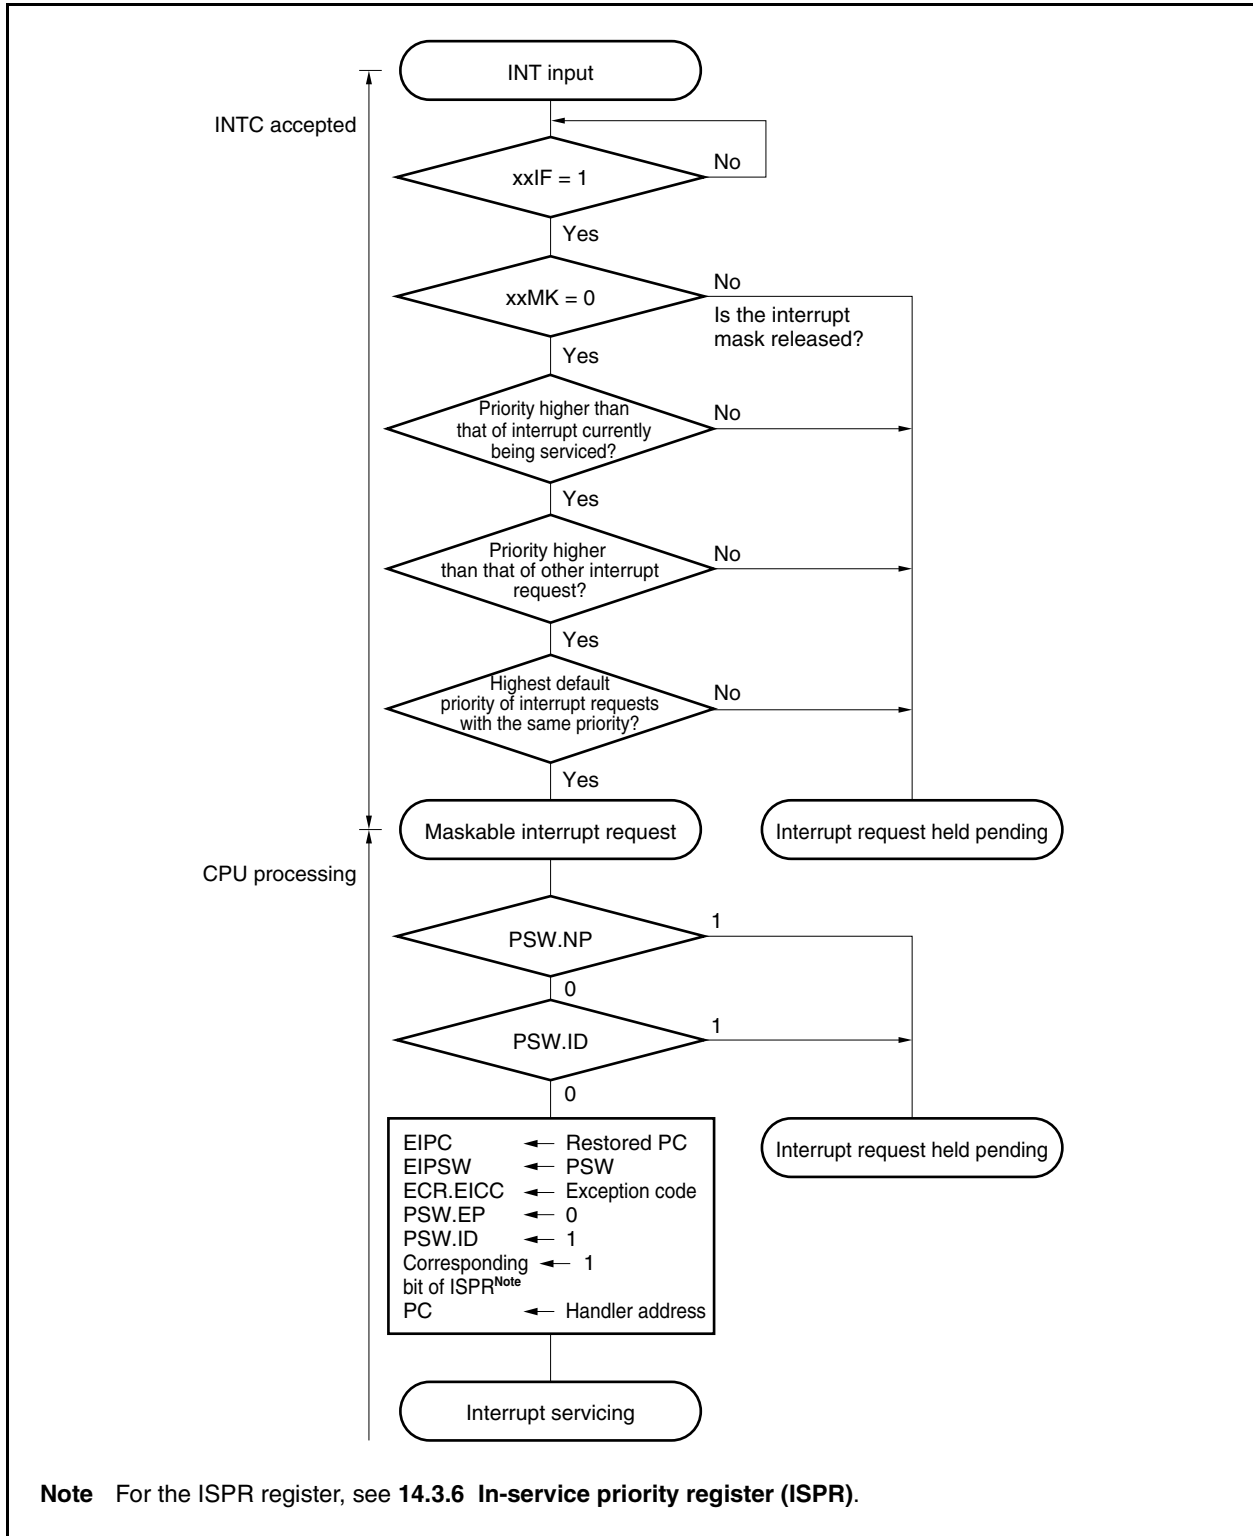 INT input
INTC accepted
No
xxIF = 1
Yes
No
xxMK = 0
Is the interrupt
mask released?
Yes
Priority higher than
that of interrupt currently
being serviced?
No
Yes
Priority higher
than that of other interrupt
request?
No
Yes
Highest default
priority of interrupt requests
with the same priority?
No
Yes
Maskable interrupt request
Interrupt request held pending
CPU processing
PSW.NP
1
0
PSW.ID
1
0
EIPC ← Restored PC
EIPSW ← PSW
ECR.EICC ← Exception code
PSW.EP ← 0
PSW.ID ← 1
Corresponding ← 1
bit of ISPR Note
PC ← Handler address
Interrupt request held pending
Interrupt servicing
Note For the ISPR register, see 14.3.6 In-service priority register (ISPR).